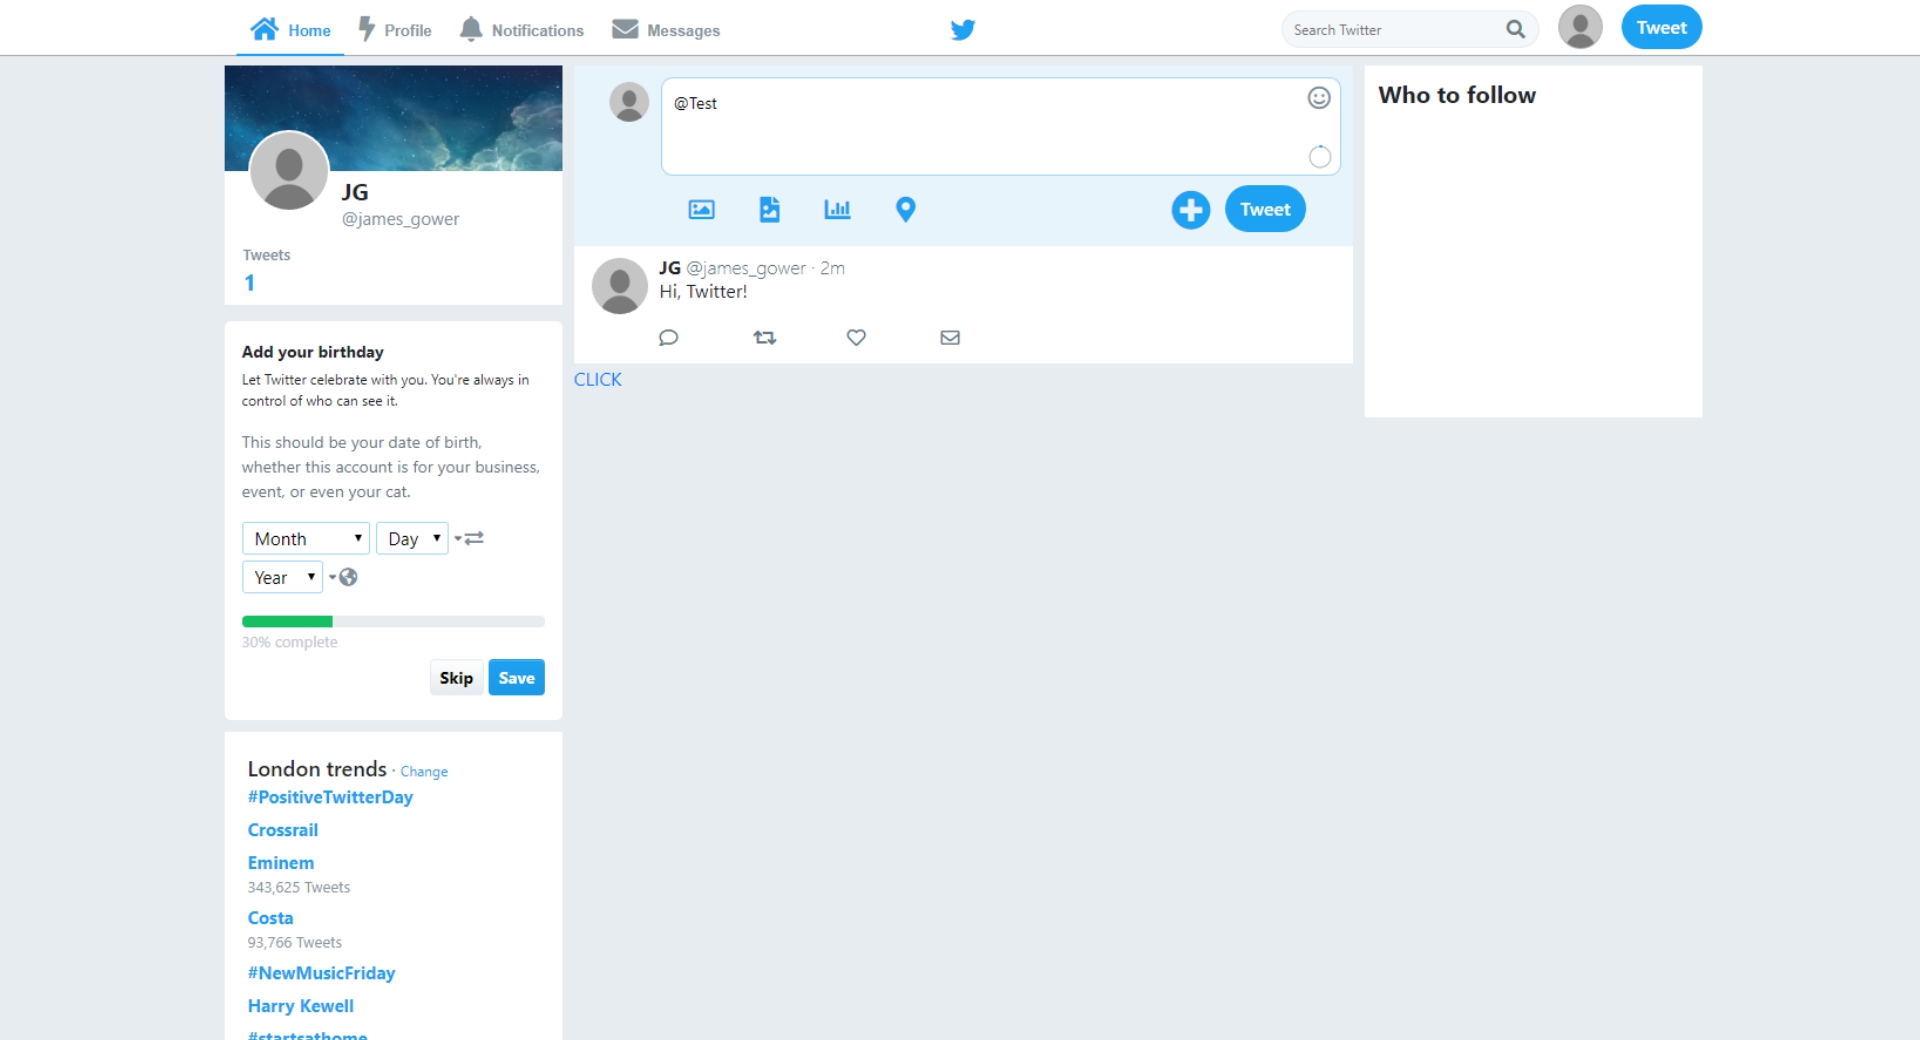 Home
Profile
Notifications
Messages
Search Twitter
Tweet
JG
@james_gower
Tweets
1
Add your birthday
Let Twitter celebrate with you. You're always in
control of who can see it.
This should be your date of birth,
whether this account is for your business,
event, or even your cat.
Month
Day
Year
30% complete
Skip
Save
London trends · Change
#PositiveTwitterDay
Crossrail
Eminem
343,625 Tweets
Costa
93,766 Tweets
#NewMusicFriday
Harry Kewell
#startsathome
@Test
Tweet
JG @james_gower · 2m
Hi, Twitter!
CLICK
Who to follow